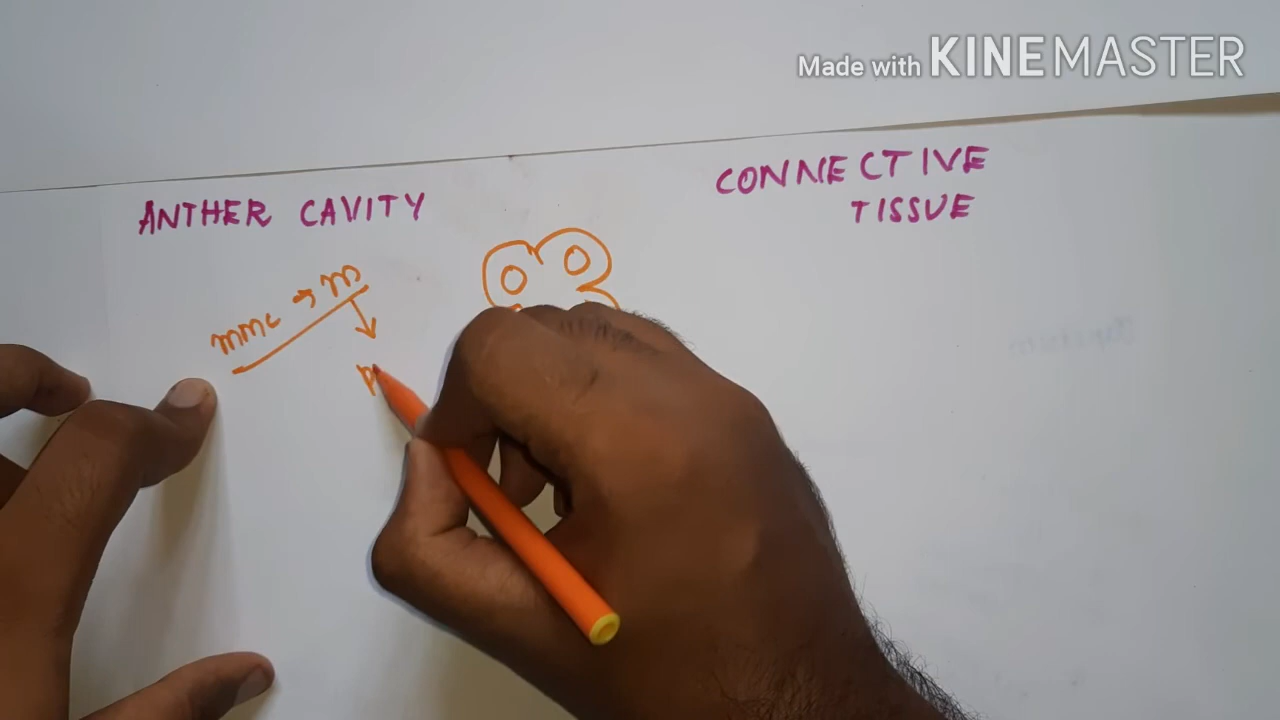 Made with KINEMASTER
CONNECTIVE
TISSUE
ANTHER CAVITY
mmc → m